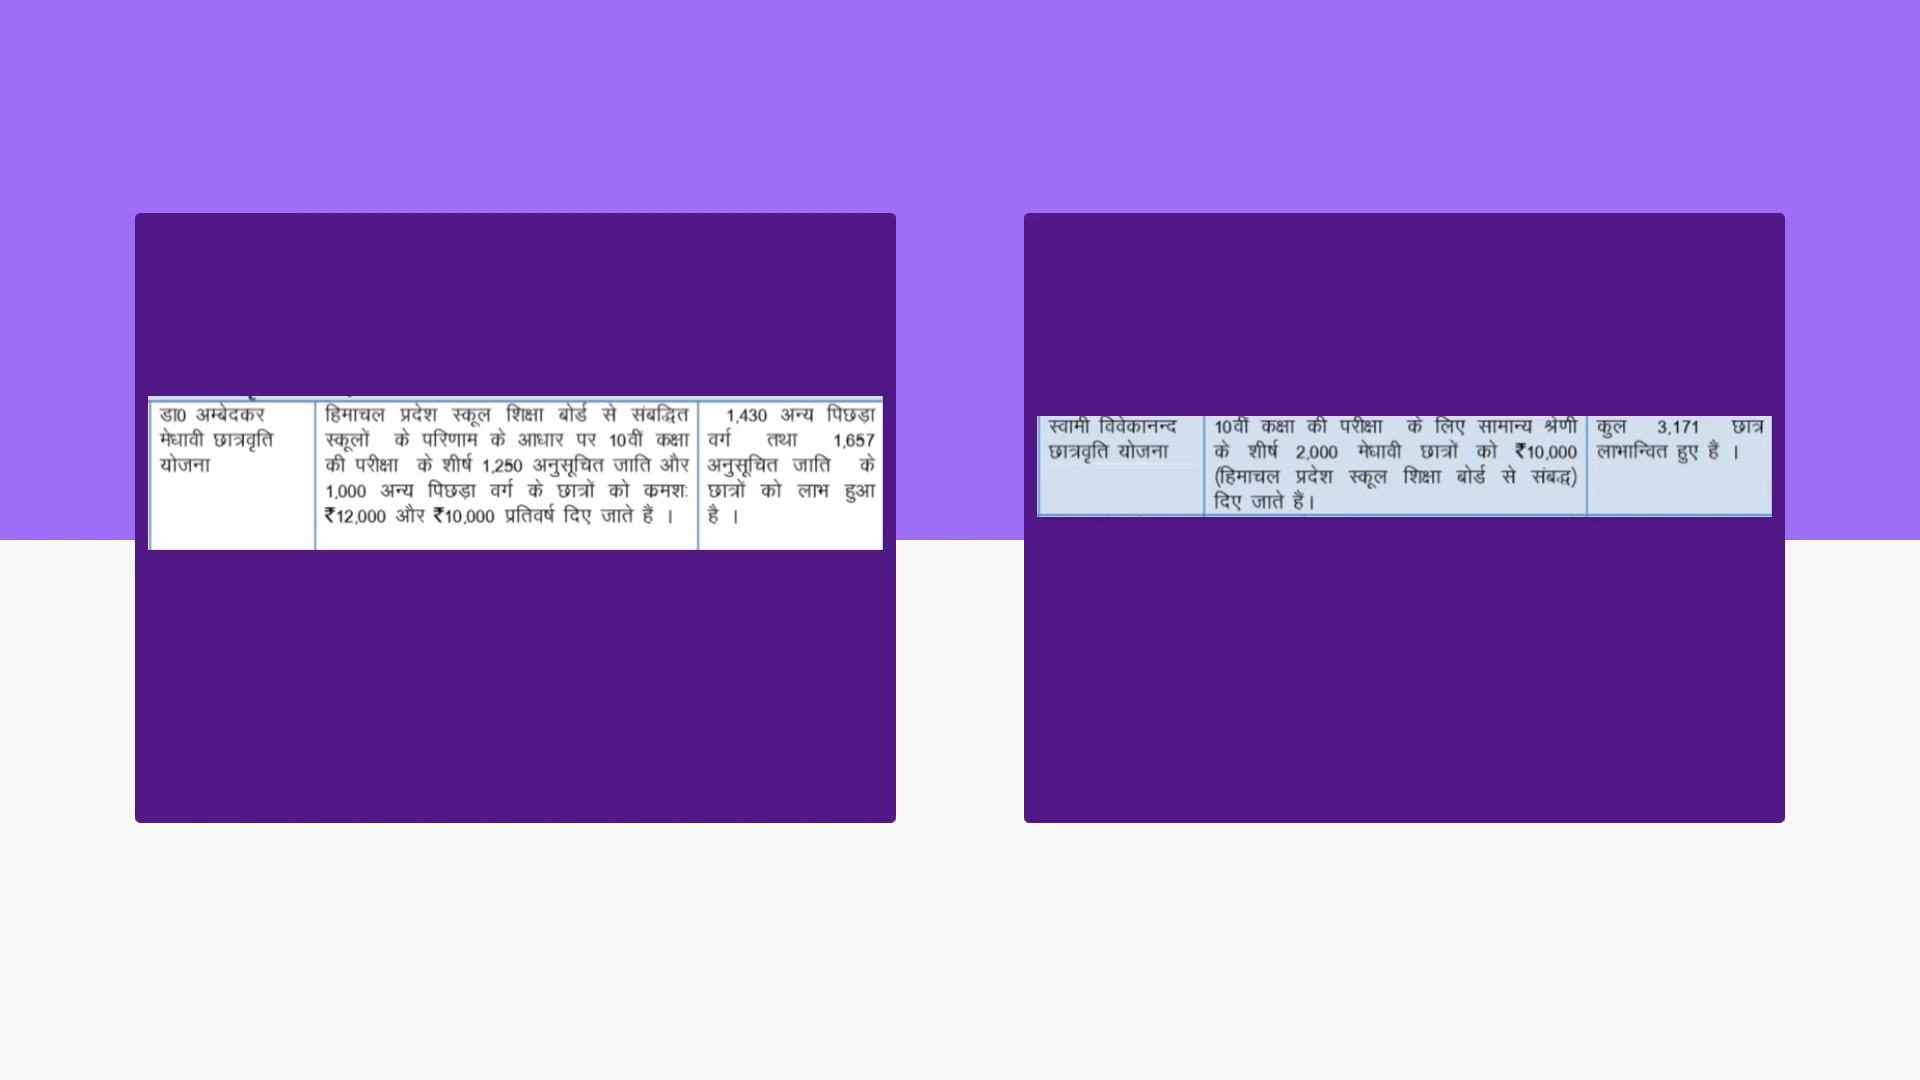 डा0 अम्बेदकर
मेधावी छात्रवृति
योजना
हिमाचल प्रदेश स्कूल शिक्षा बोर्ड से संबद्धित
स्कूलों के परिणाम के आधार पर 10वीं कक्षा
की परीक्षा के शीर्ष 1,250 अनुसूचित जाति और
1,000 अन्य पिछड़ा वर्ग के छात्रों को कमशः
₹12,000 और ₹10,000 प्रतिवर्ष दिए जाते हैं ।
1,430 अन्य पिछड़ा
वर्ग तथा 1,657
अनुसूचित जाति के
छात्रों को लाभ हुआ
है ।
स्वामी विवेकानन्द
छात्रवृति योजना
10वीं कक्षा की परीक्षा के लिए सामान्य श्रेणी
के शीर्ष 2,000 मेधावी छात्रों को ₹10,000
(हिमाचल प्रदेश स्कूल शिक्षा बोर्ड से संबद्ध)
दिए जाते हैं।
कुल 3,171 छात्र
लाभान्वित हुए हैं ।